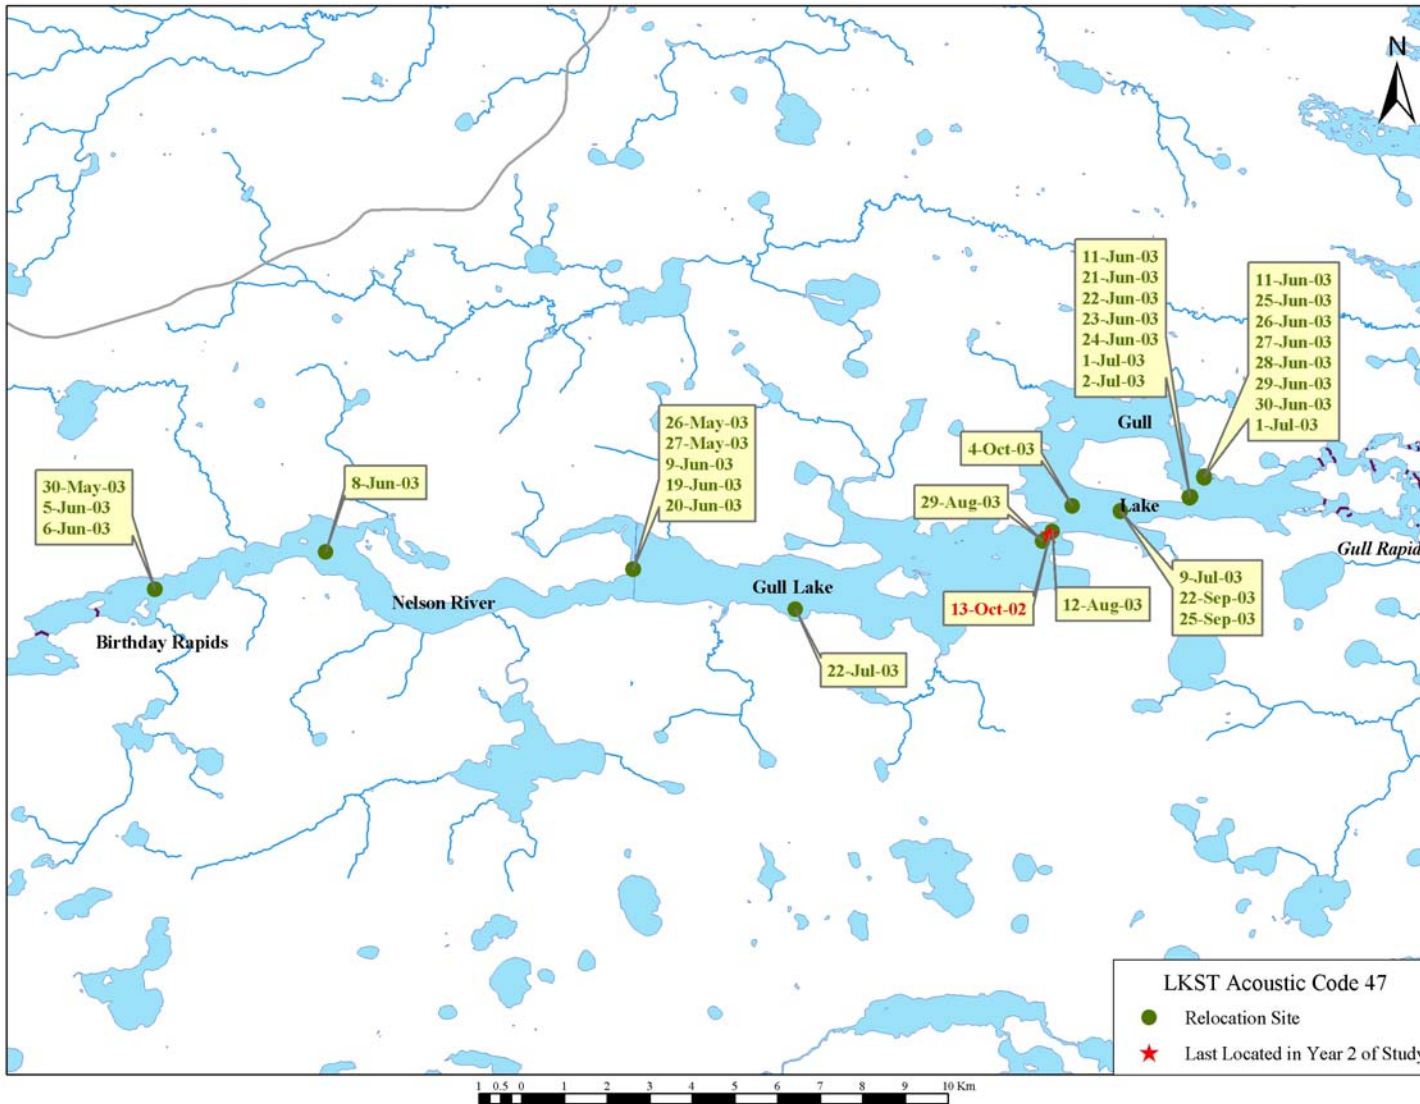 N
11-Jun-03
21-Jun-03
22-Jun-03
23-Jun-03
24-Jun-03
1-Jul-03
2-Jul-03
11-Jun-03
25-Jun-03
26-Jun-03
27-Jun-03
28-Jun-03
29-Jun-03
30-Jun-03
1-Jul-03
26-May-03
27-May-03
9-Jun-03
19-Jun-03
20-Jun-03
Gull
4-Oct-03
30-May-03
5-Jun-03
6-Jun-03
8-Jun-03
29-Aug-03
Lake
Gull Rapid
9-Jul-03
22-Sep-03
25-Sep-03
Gull Lake
Nelson River
13-Oct-02
12-Aug-03
Birthday Rapids
22-Jul-03
LKST Acoustic Code 47
Relocation Site
Last Located in Year 2 of Study
1 0.5 0 1 2 3 4 5 6 7 8 9 10 Km